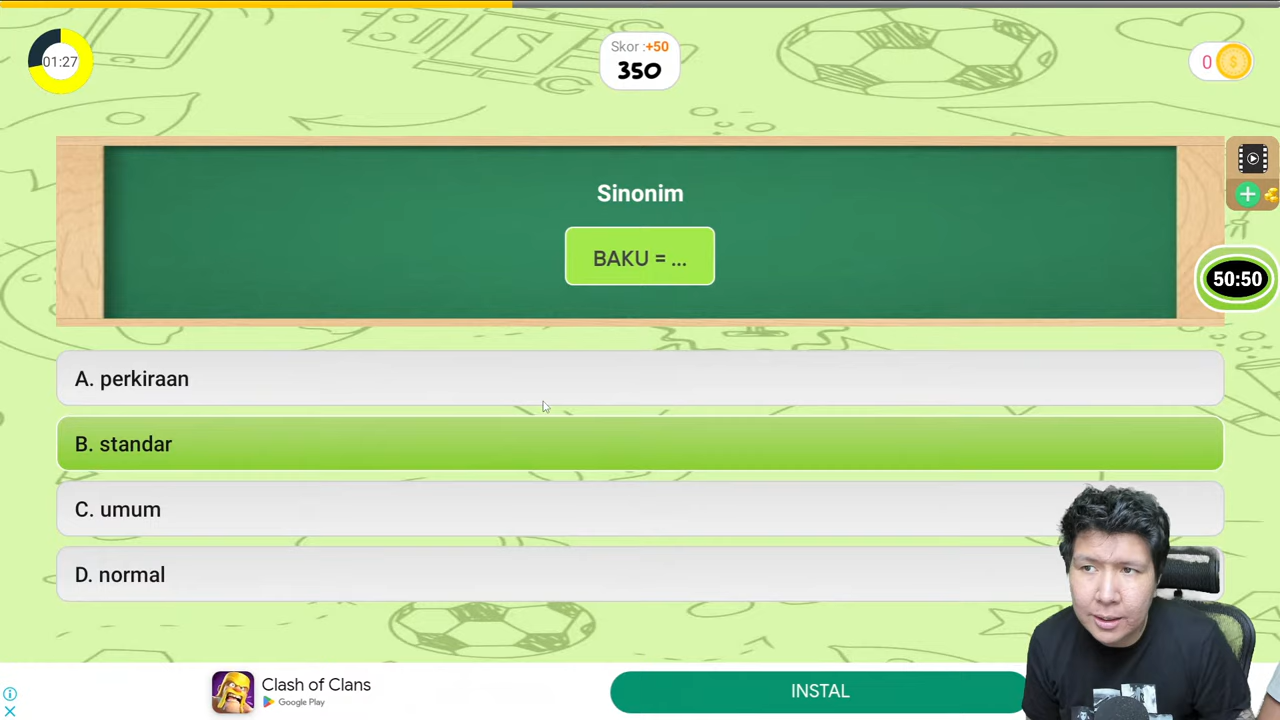 01:27
Skor :+50
350
0
Sinonim
BAKU = ...
50:50
A. perkiraan
B. standar
C. umum
D. normal
Clash of Clans
Google Play
INSTAL